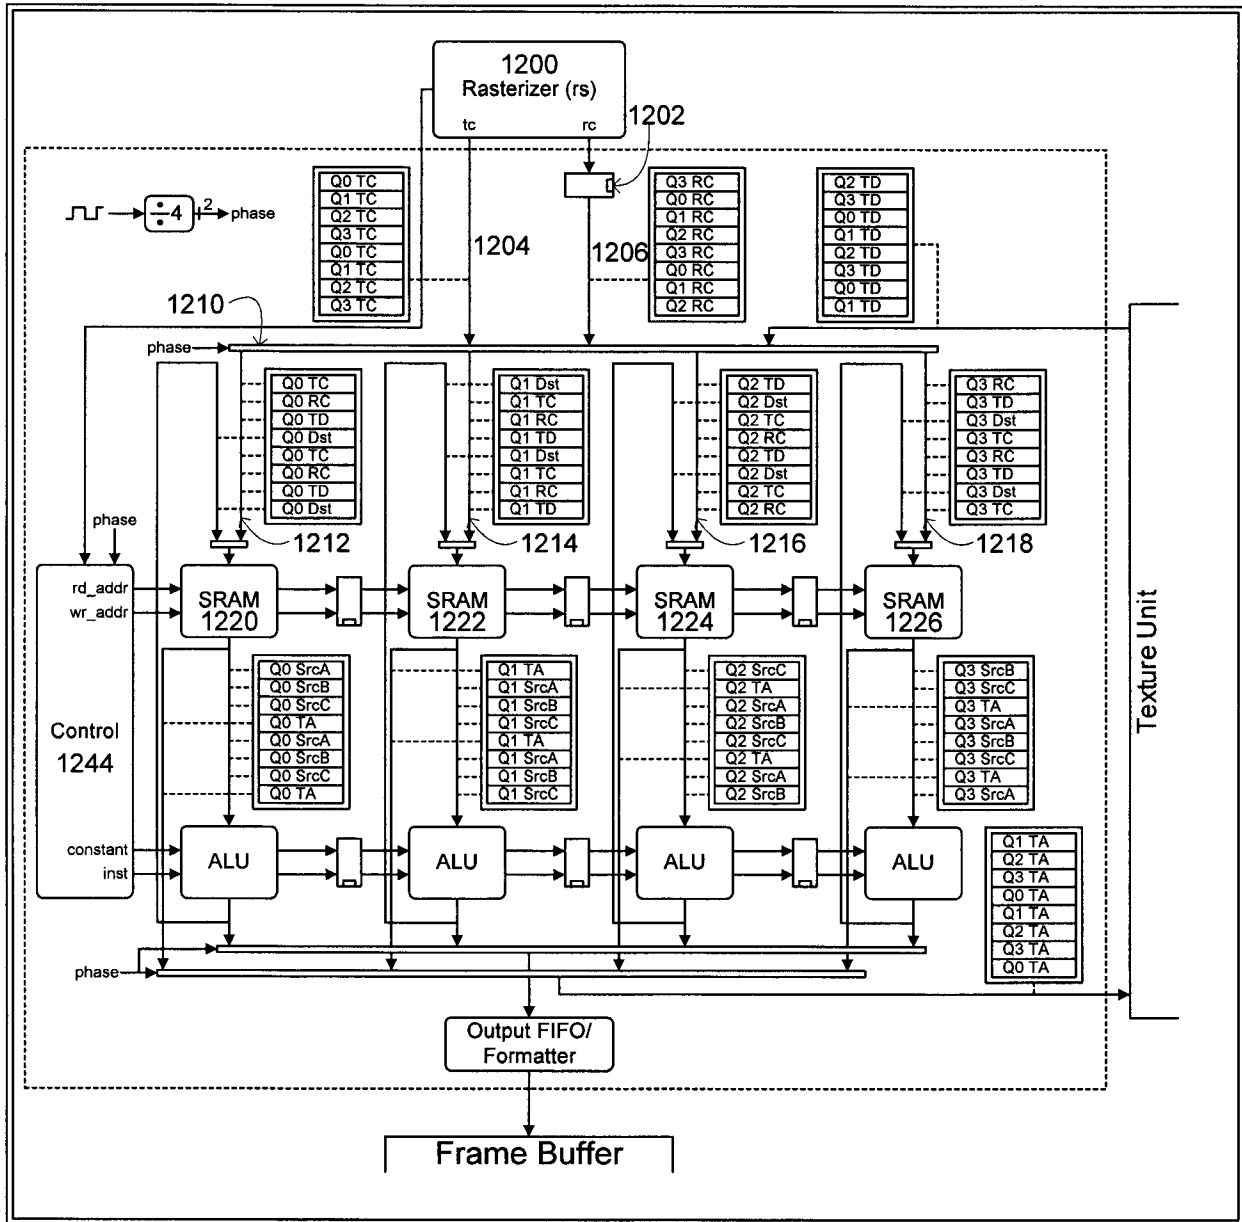 1200
Rasterizer (rs)
tc
rc
1202
÷4
2
phase
Q0 TC
Q1 TC
Q2 TC
Q3 TC
Q0 TC
Q1 TC
Q2 TC
Q3 TC
1204
1206
Q3 RC
Q0 RC
Q1 RC
Q2 RC
Q3 RC
Q0 RC
Q1 RC
Q2 RC
Q2 TD
Q3 TD
Q0 TD
Q1 TD
Q2 TD
Q3 TD
Q0 TD
Q1 TD
1210
phase
Q0 TC
Q0 RC
Q0 TD
Q0 Dst
Q0 TC
Q0 RC
Q0 TD
Q0 Dst
Q1 Dst
Q1 TC
Q1 RC
Q1 TD
Q1 Dst
Q1 TC
Q1 RC
Q1 TD
Q2 TD
Q2 Dst
Q2 TC
Q2 RC
Q2 TD
Q2 Dst
Q2 TC
Q2 RC
Q3 RC
Q3 TD
Q3 Dst
Q3 TC
Q3 RC
Q3 TD
Q3 Dst
Q3 TC
phase
1212
1214
1216
1218
rd_addr
wr_addr
SRAM
1220
SRAM
1222
SRAM
1224
SRAM
1226
Texture Unit
Control
1244
Q0 SrcA
Q0 SrcB
Q0 SrcC
Q0 TA
Q0 SrcA
Q0 SrcB
Q0 SrcC
Q0 TA
Q1 TA
Q1 SrcA
Q1 SrcB
Q1 SrcC
Q1 TA
Q1 SrcA
Q1 SrcB
Q1 SrcC
Q2 SrcC
Q2 TA
Q2 SrcA
Q2 SrcB
Q2 SrcC
Q2 TA
Q2 SrcA
Q2 SrcB
Q3 SrcB
Q3 SrcC
Q3 TA
Q3 SrcA
Q3 SrcB
Q3 SrcC
Q3 TA
Q3 SrcA
constant
inst
ALU
ALU
ALU
ALU
Q1 TA
Q2 TA
Q3 TA
Q0 TA
Q1 TA
Q2 TA
Q3 TA
Q0 TA
phase
Output FIFO/
Formatter
Frame Buffer